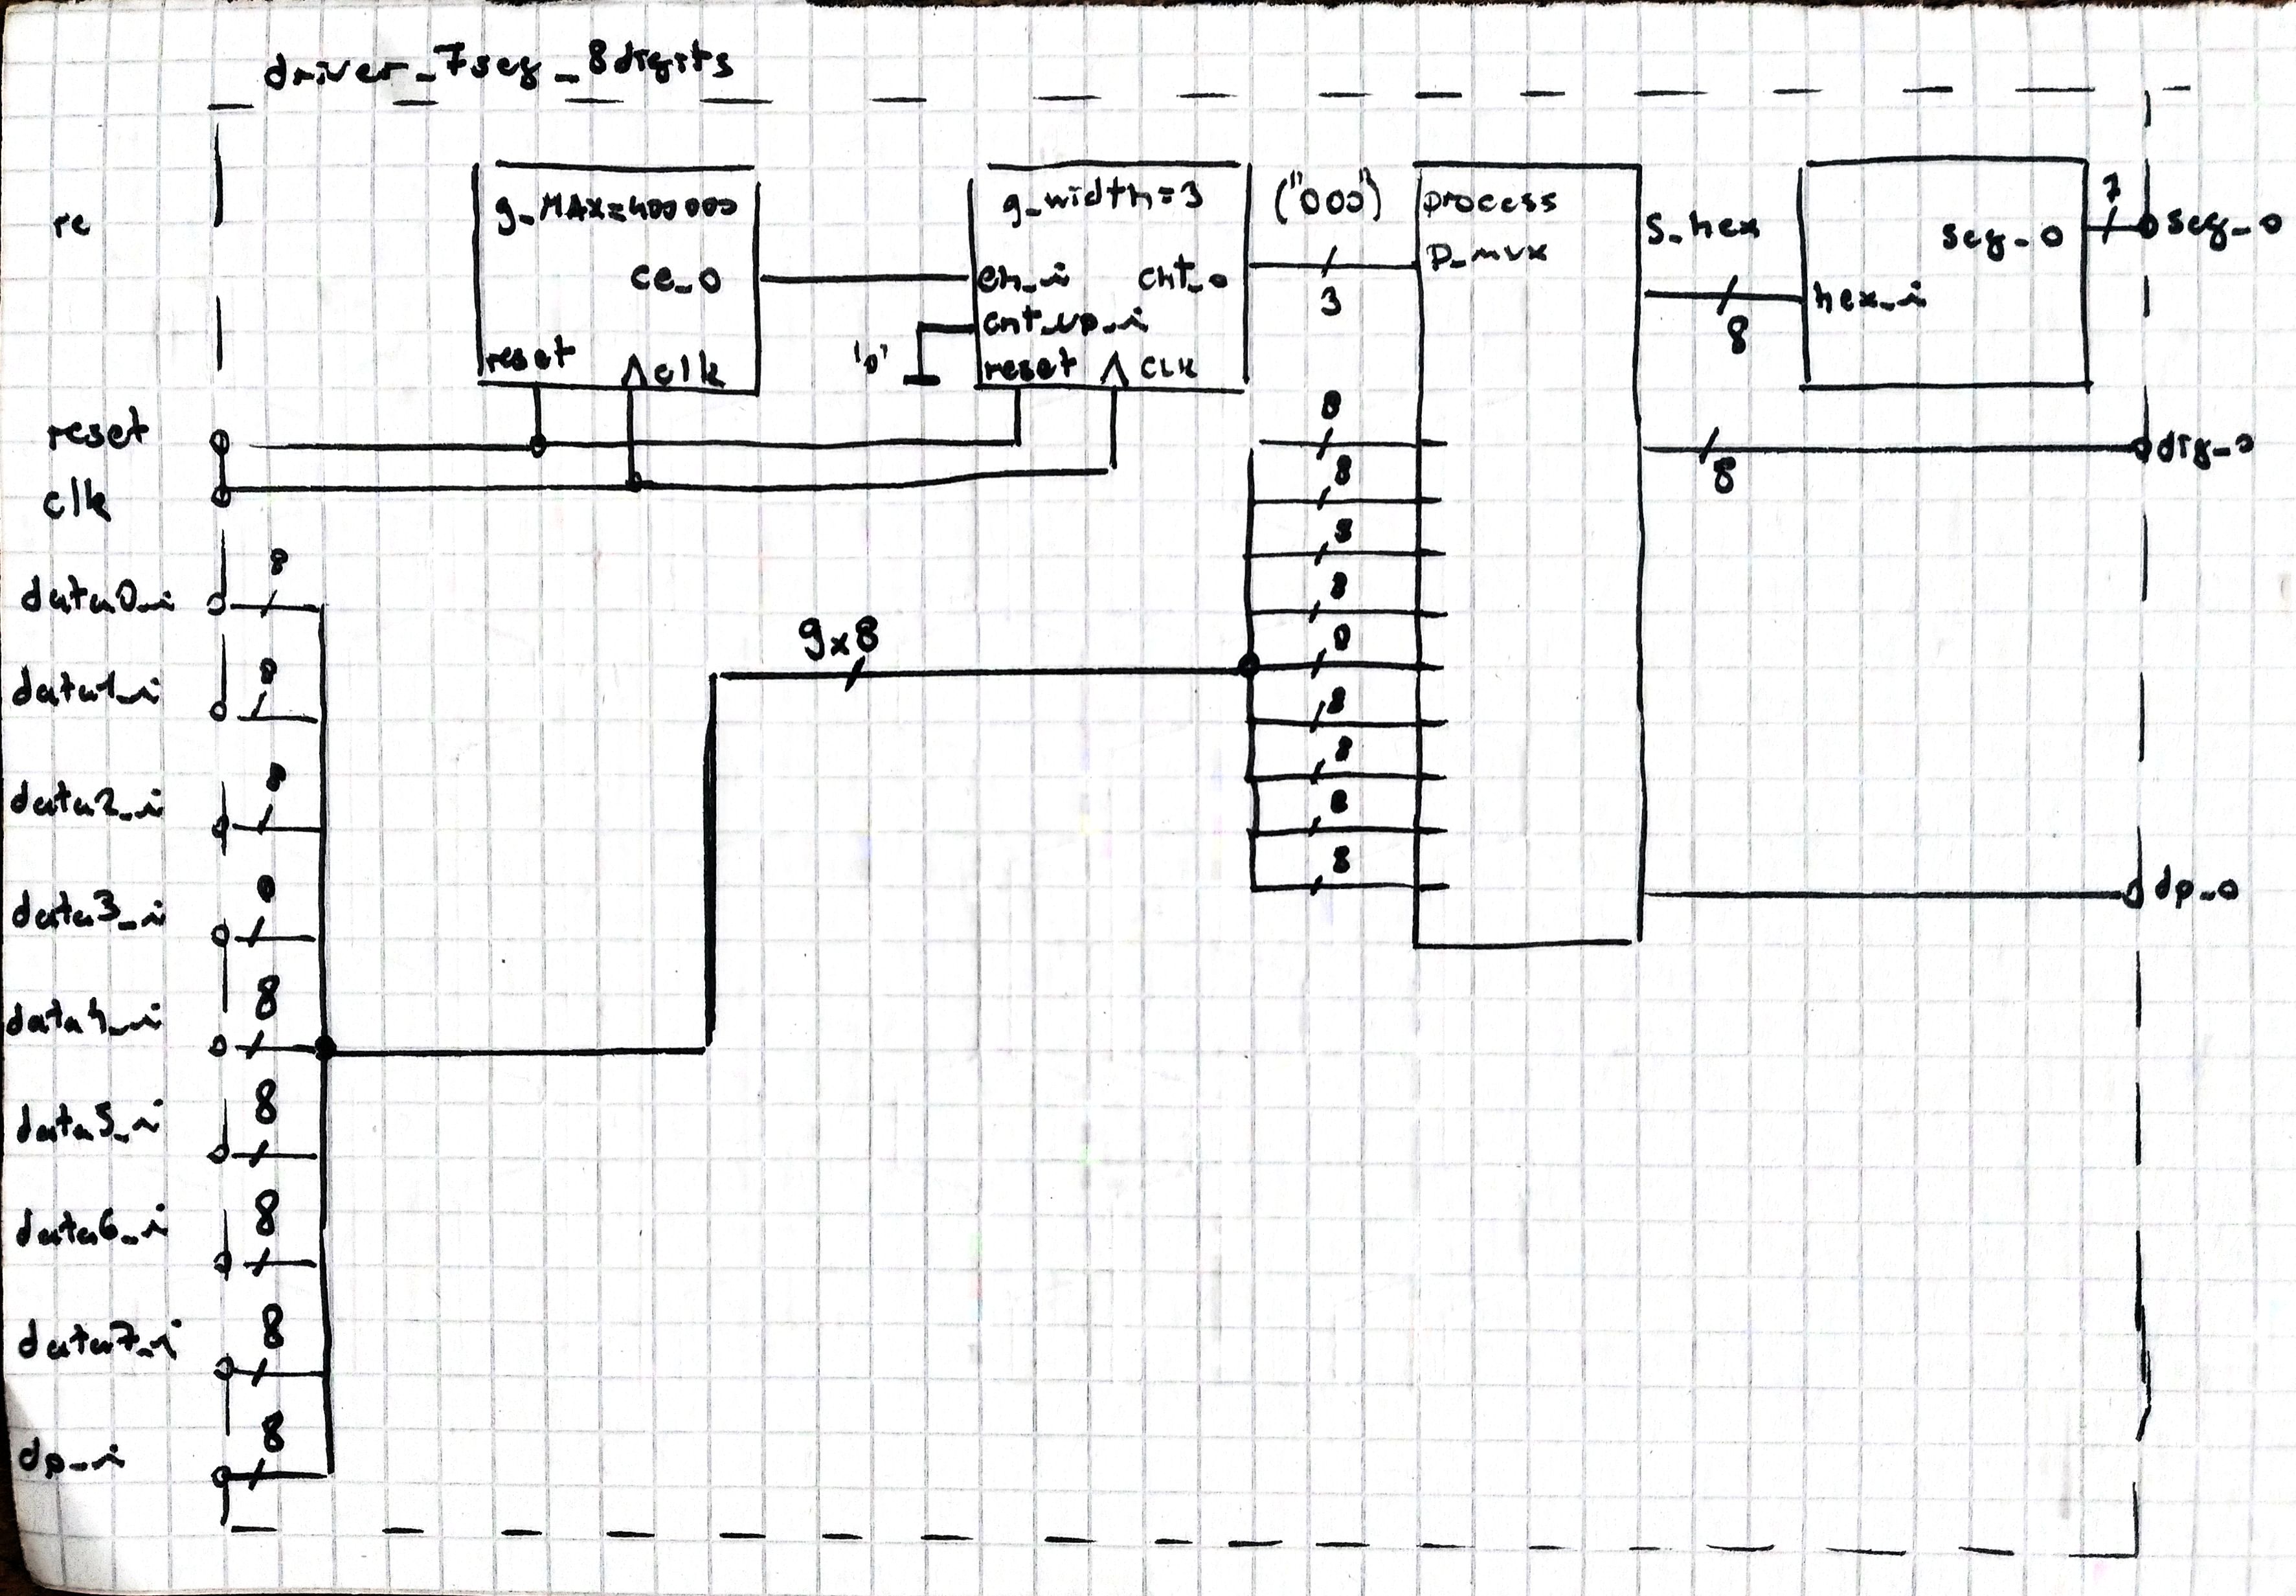 driver_7seg_8digits
re
g_MAX=400000
ce_o
reset
clk
g_width=3
en_i
cnt_o
cnt_up_i
'0'
reset
CLK
("000")
3
process
p_mux
s_hex
8
seg_o
hex_i
7
seg_o
reset
clk
8
dig_o
data0_i
8
data1_i
8
data2_i
8
data3_i
8
data4_i
8
data5_i
8
data6_i
8
data7_i
8
dp_i
8
9x8
8
8
8
8
8
8
8
8
8
dp_o